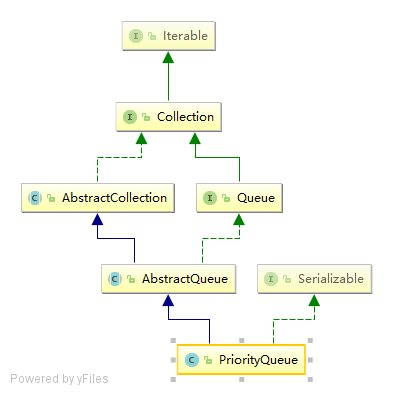 I Iterable
I Collection
C AbstractCollection
I Queue
C AbstractQueue
I Serializable
C PriorityQueue
Powered by yFiles